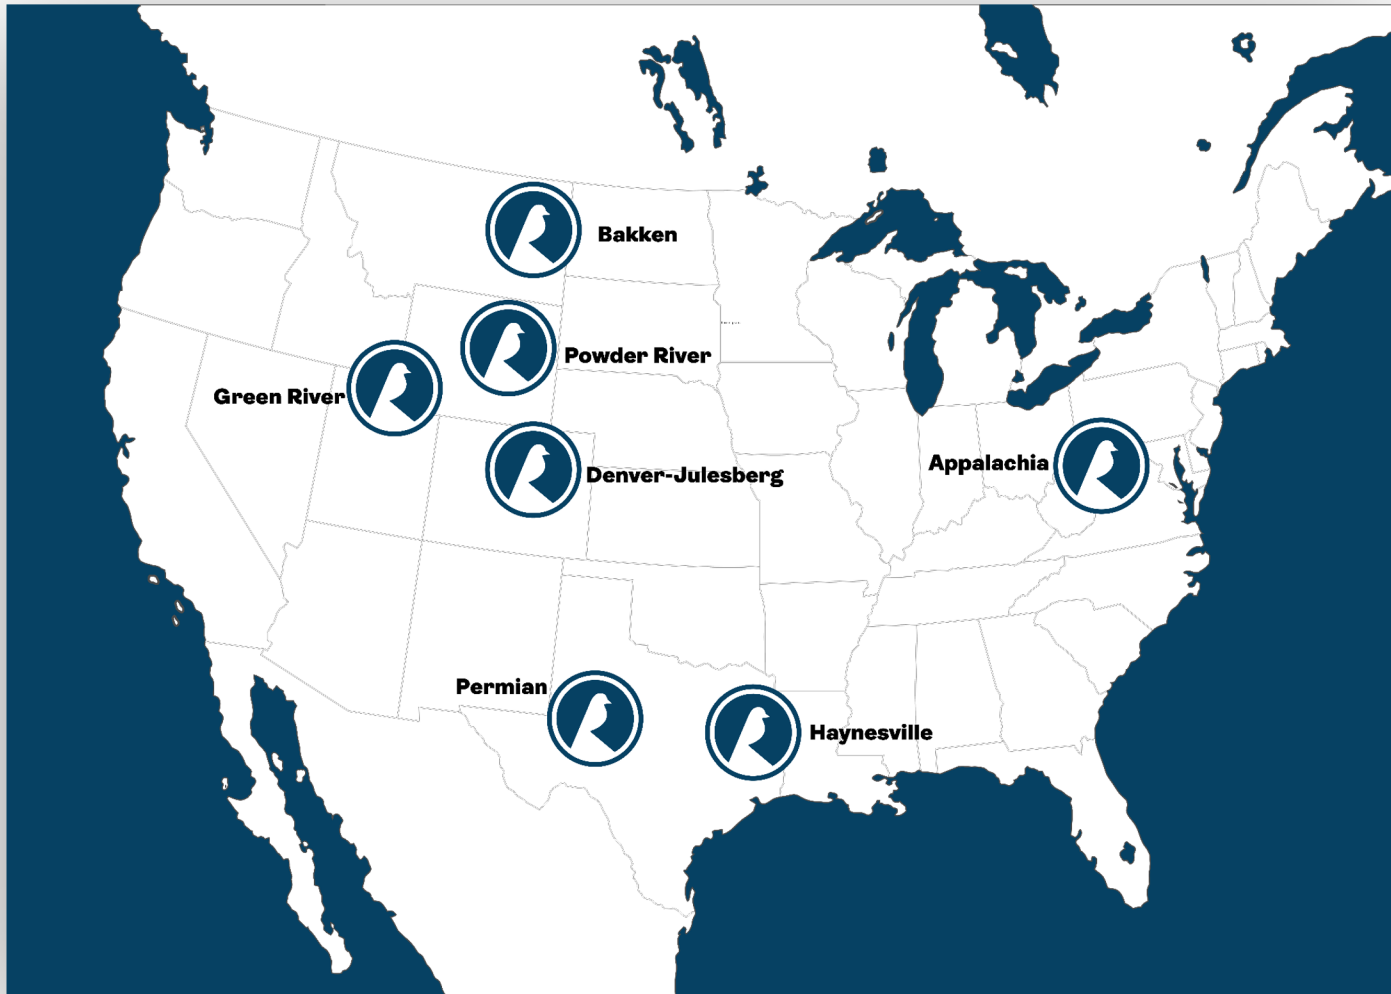 Bakken
Powder River
Green River
Denver-Julesberg
Appalachia
Permian
Haynesville